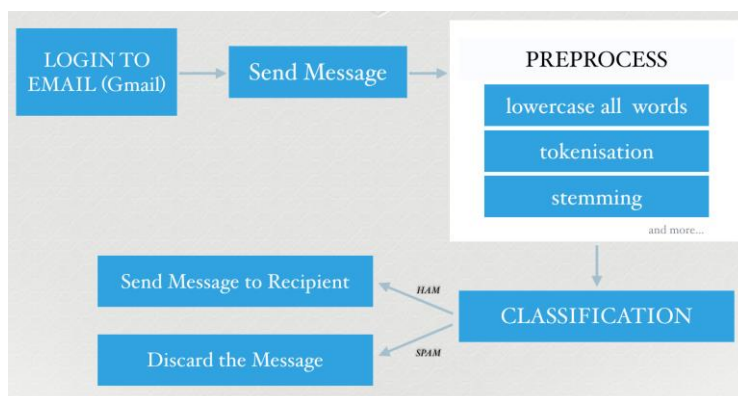 LOGIN TO
EMAIL (Gmail)
Send Message
PREPROCESS
lowercase all words
tokenisation
stemming
and more...
Send Message to Recipient
HAM
CLASSIFICATION
SPAM
Discard the Message